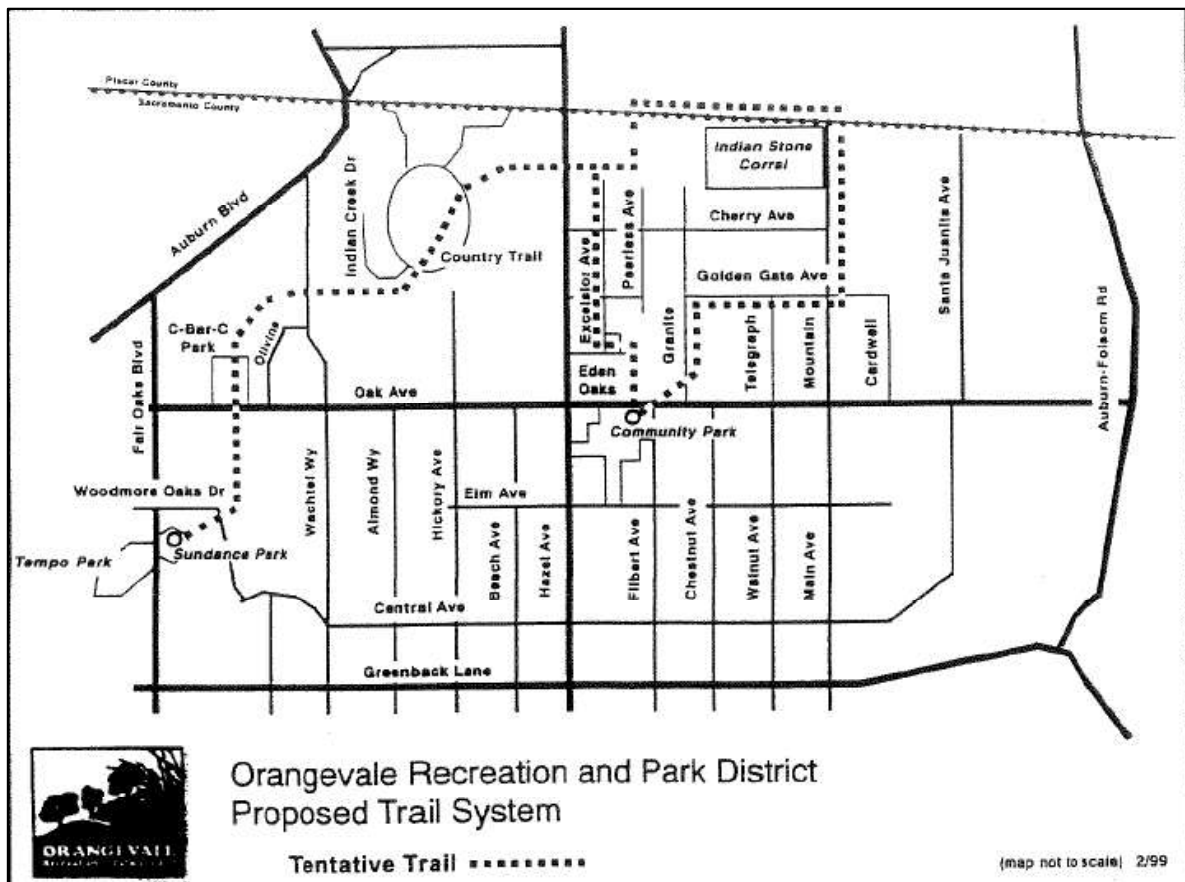 Placer County
Sacramento County
Indian Stone
Corral
Auburn Blvd
Indian Creek Dr
Cherry Ave
Peerless Ave
Excelsior Ave
Country Trail
Golden Gate Ave
Santa Juanita Ave
C-Bar-C
Park
Olivine
Granite
Telegraph
Mountain
Cardwell
Auburn-Folsom Rd
Fair Oaks Blvd
Oak Ave
Eden
Oaks
Community Park
Woodmore Oaks Dr
Wachtel Wy
Almond Wy
Hickory Ave
Elm Ave
Beech Ave
Hazel Ave
Filbert Ave
Chestnut Ave
Walnut Ave
Main Ave
Tempo Park
Sundance Park
Central Ave
Greenback Lane
Orangevale Recreation and Park District
Proposed Trail System
ORANGEVALE
Tentative Trail
(map not to scale) 2/99